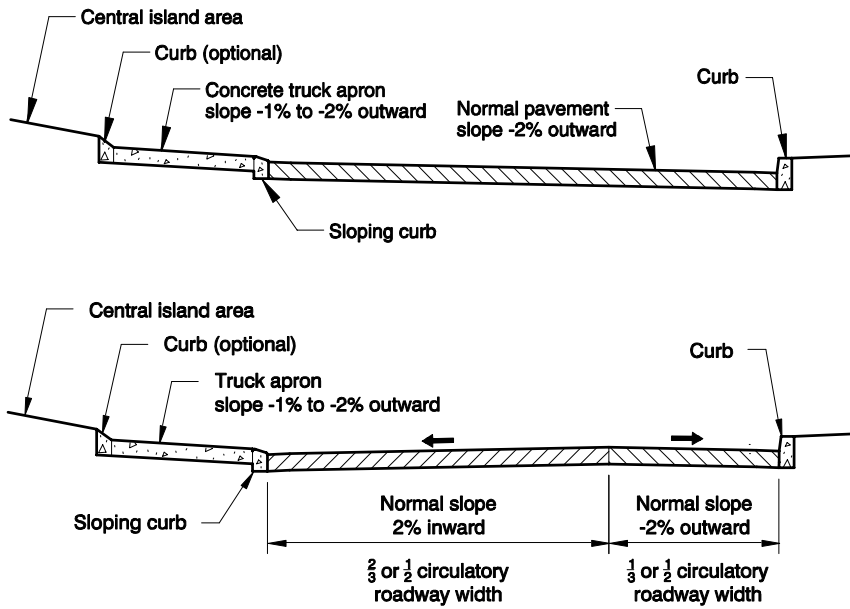 Central island area
Curb (optional)
Concrete truck apron
slope -1% to -2% outward
Curb
Normal pavement
slope -2% outward
Sloping curb
Central island area
Curb (optional)
Truck apron
slope -1% to -2% outward
Curb
Sloping curb
Normal slope
2% inward
Normal slope
-2% outward
2/3 or 1/2 circulatory
roadway width
1/3 or 1/2 circulatory
roadway width